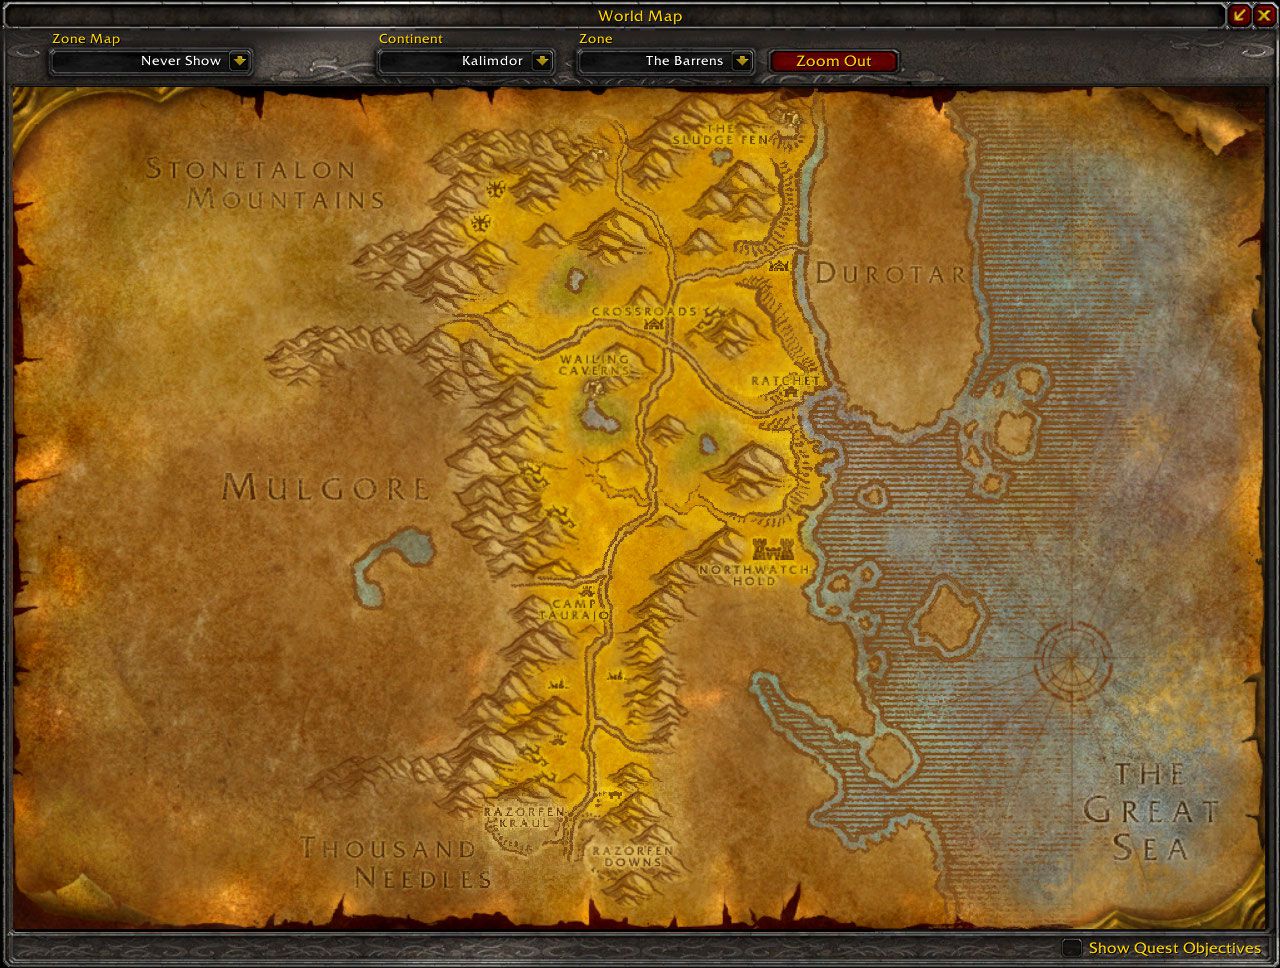 World Map
Zone Map
Continent
Zone
Never Show
Kalimdor
The Barrens
Zoom Out
THE
SLUDGE FEN
STONETALON
MOUNTAINS
DUROTAR
CROSSROADS
WAILING
CAVERNS
RATCHET
MULGORE
NORTHWATCH
HOLD
CAMP
TAURAJO
THE
GREAT
SEA
RAZORFEN
KRAUL
THOUSAND
NEEDLES
RAZORFEN
DOWNS
Show Quest Objectives